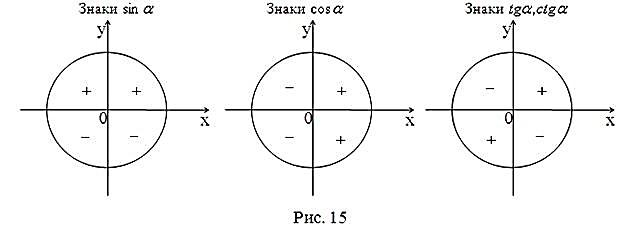 Знаки sin α Знаки cos α Знаки tgα,ctgα
y y y
+ + − + − +
0 x 0 x 0 x
− − − + + −
Рис. 15